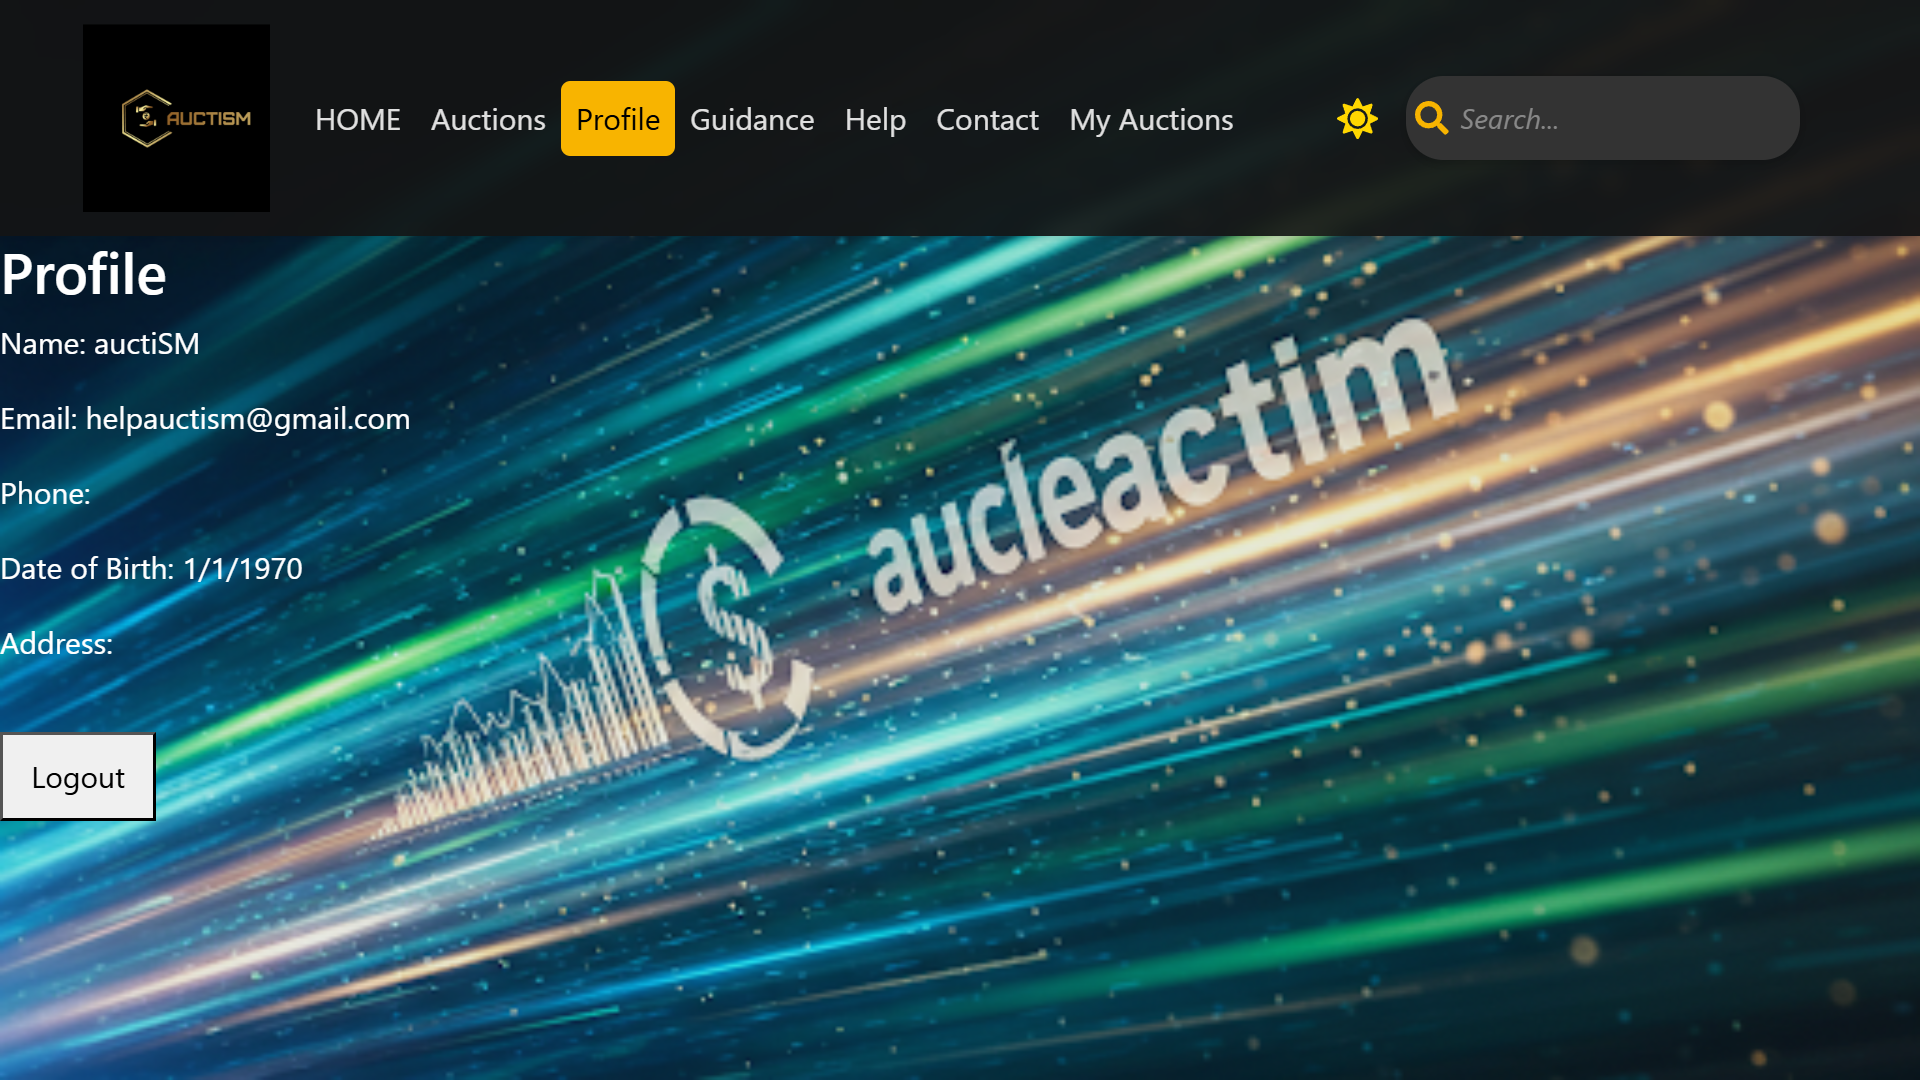 AUCTISM
HOME
Auctions
Profile
Guidance
Help
Contact
My Auctions
Search...
Profile
Name: auctiSM
Email: helpauctism@gmail.com
Phone:
Date of Birth: 1/1/1970
Address:
Logout
aucleactim